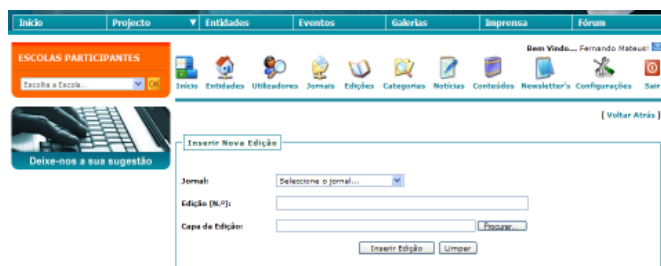 Início Projecto Entidades Eventos Galerias Imprensa Fórum
Bem Vindo... Fernando Mateus!
ESCOLAS PARTICIPANTES
Escolha a Escola... OK
Início Entidades Utilizadores Jornais Edições Categorias Notícias Conteúdos Newsletter's Configurações Sair
[ Voltar Atrás ]
Deixe-nos a sua sugestão
Inserir Nova Edição
Jornal: Seleccione o jornal...
Edição (N.º):
Capa da Edição: Procurar...
Inserir Edição Limpar